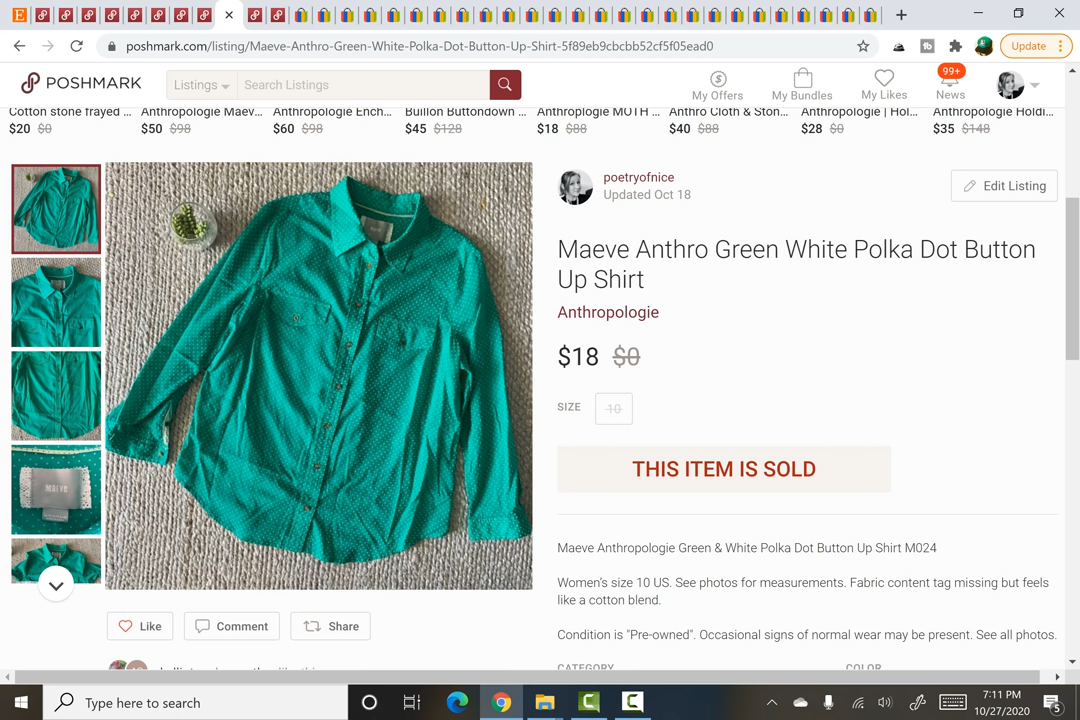 poshmark.com/listing/Maeve-Anthro-Green-White-Polka-Dot-Button-Up-Shirt-5f89eb9cbcbb52cf5f05ead0
Update
POSHMARK
Listings
Search Listings
My Offers
My Bundles
My Likes
99+
News
Cotton stone frayed ...
Anthropologie Maev...
Anthropologie Ench...
Bullion Buttondown ...
Anthroplogie MOTH ...
Anthro Cloth & Ston...
Anthropologie | Hol...
Anthropologie Holdi...
$20 $0
$50 $98
$60 $98
$45 $128
$18 $88
$40 $88
$28 $0
$35 $148
poetryofnice
Updated Oct 18
Edit Listing
Maeve Anthro Green White Polka Dot Button
Up Shirt
Anthropologie
$18 $0
SIZE
10
THIS ITEM IS SOLD
Maeve Anthropologie Green & White Polka Dot Button Up Shirt M024
Women's size 10 US. See photos for measurements. Fabric content tag missing but feels
like a cotton blend.
Condition is "Pre-owned". Occasional signs of normal wear may be present. See all photos.
CATEGORY
COLOR
MAEVE
Like
Comment
Share
Type here to search
7:11 PM
10/27/2020
5